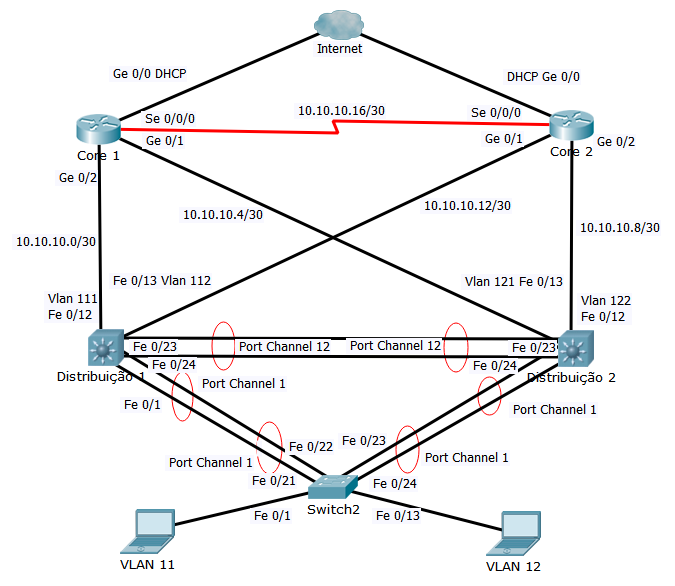 Internet
Ge 0/0 DHCP
DHCP Ge 0/0
10.10.10.16/30
Se 0/0/0
Se 0/0/0
Core 1
Ge 0/1
Ge 0/1
Core 2
Ge 0/2
Ge 0/2
10.10.10.4/30
10.10.10.12/30
10.10.10.0/30
10.10.10.8/30
Fe 0/13 Vlan 112
Vlan 121 Fe 0/13
Vlan 111
Fe 0/12
Vlan 122
Fe 0/12
Fe 0/23
Port Channel 12
Port Channel 12
Fe 0/23
Fe 0/24
Fe 0/24
Distribuição 1
Distribuição 2
Port Channel 1
Fe 0/1
Port Channel 1
Fe 0/22
Fe 0/23
Port Channel 1
Port Channel 1
Fe 0/21
Fe 0/24
Switch2
Fe 0/1
Fe 0/13
VLAN 11
VLAN 12